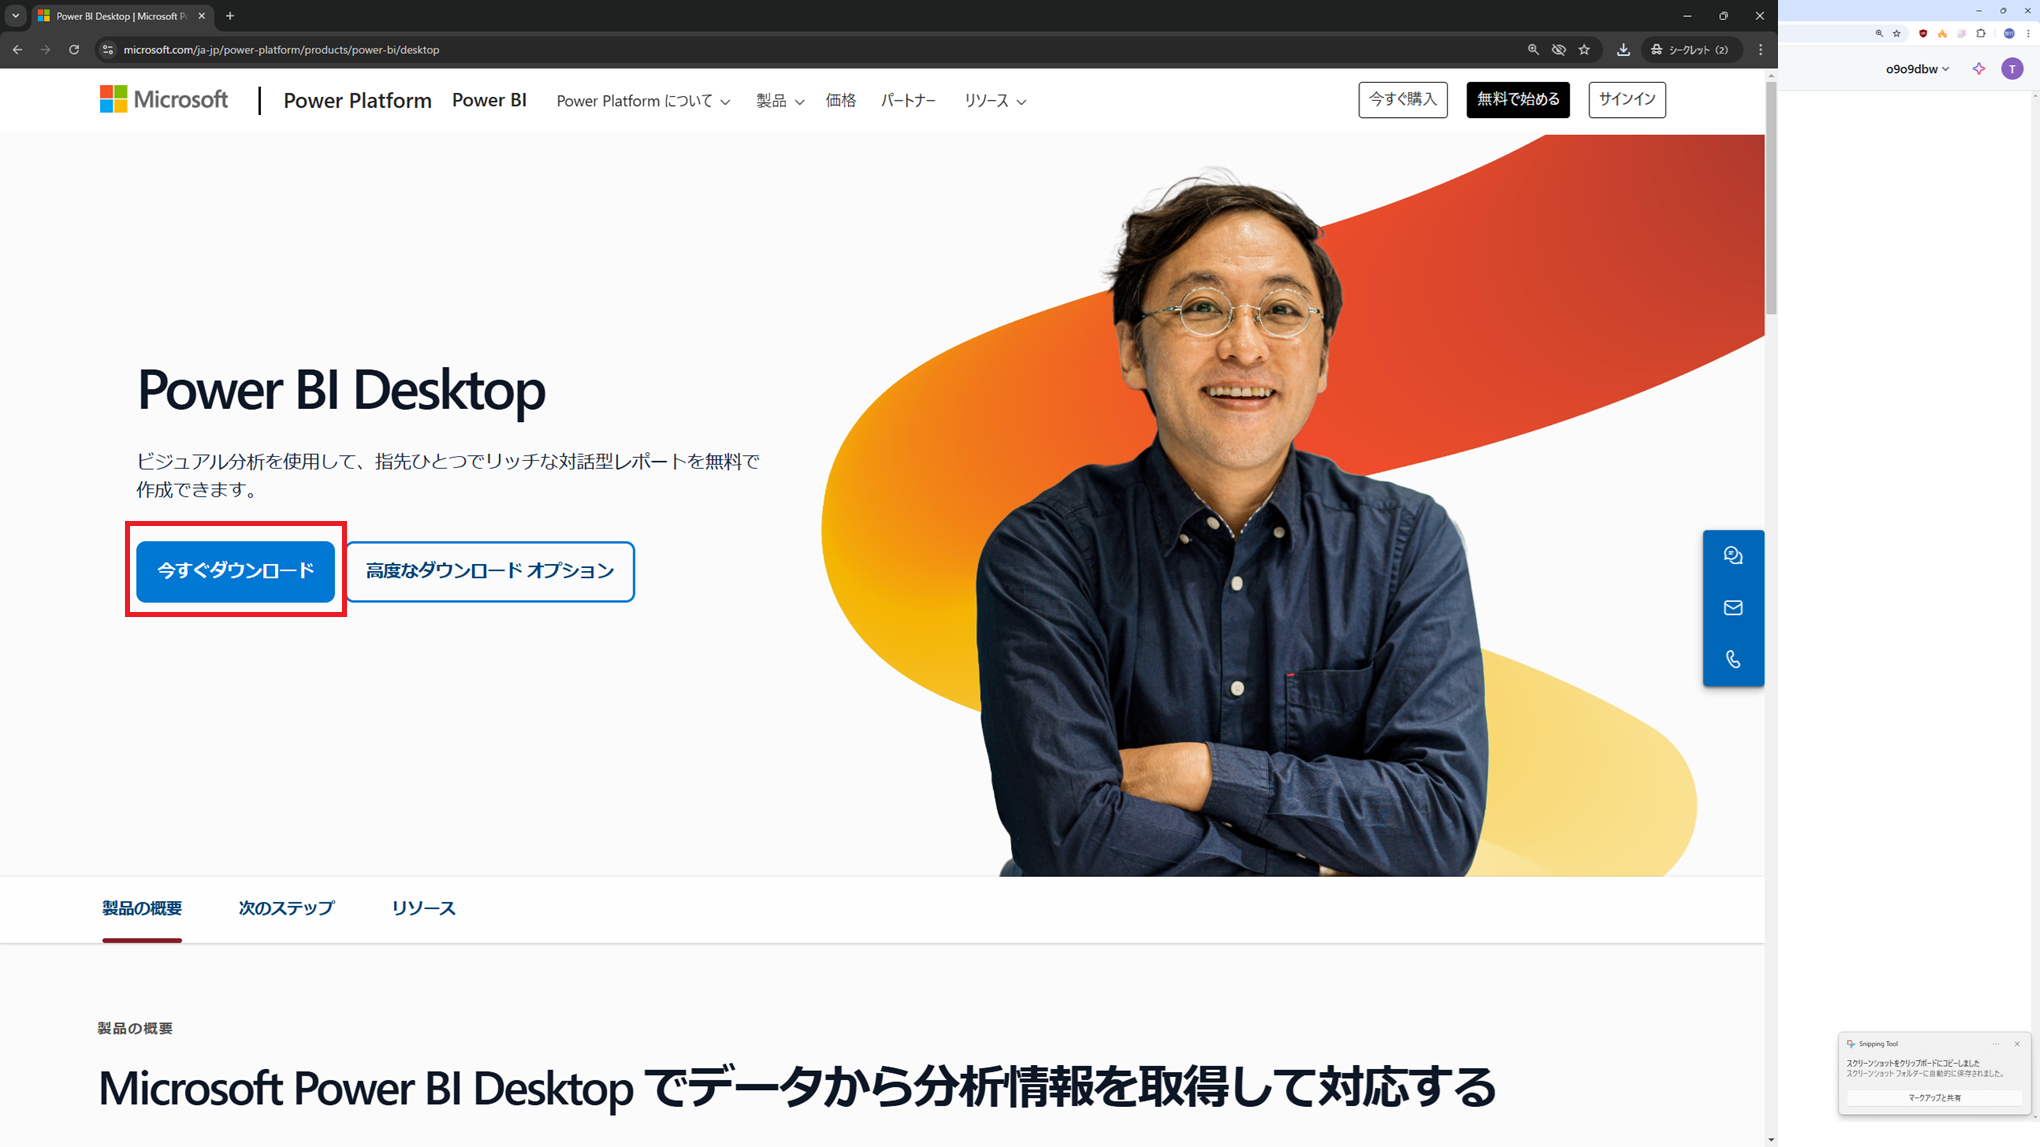 Power BI Desktop | Microsoft Po
microsoft.com/ja-jp/power-platform/products/power-bi/desktop
シークレット (2)
o9o9dbw
T
Microsoft
Power Platform
Power BI
Power Platform について
製品
価格
パートナー
リソース
今すぐ購入
無料で始める
サインイン
Power BI Desktop
ビジュアル分析を使用して、指先ひとつでリッチな対話型レポートを無料で
作成できます。
今すぐダウンロード
高度なダウンロード オプション
製品の概要
次のステップ
リソース
製品の概要
Microsoft Power BI Desktop でデータから分析情報を取得して対応する
Snipping Tool
スクリーンショットをクリップボードにコピーしました
スクリーンショット フォルダーに自動的に保存されました。
マークアップと共有